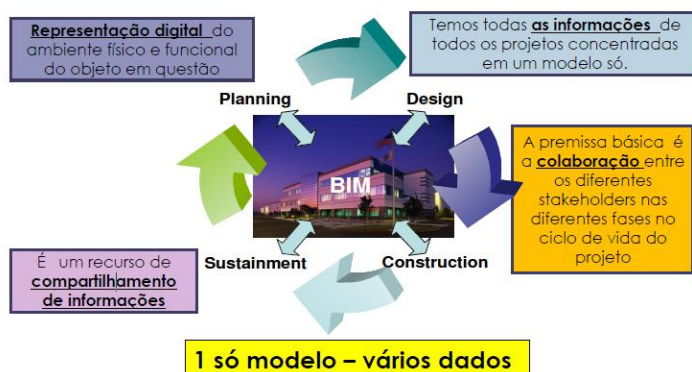 Representação digital do
ambiente físico e funcional
do objeto em questão
Temos todas as informações de
todos os projetos concentradas
em um modelo só.
Planning
Design
BIM
A premissa básica é
a colaboração entre
os diferentes
stakeholders nas
diferentes fases no
ciclo de vida do
projeto
É um recurso de
compartilhamento
de informações
Sustainment
Construction
1 só modelo – vários dados